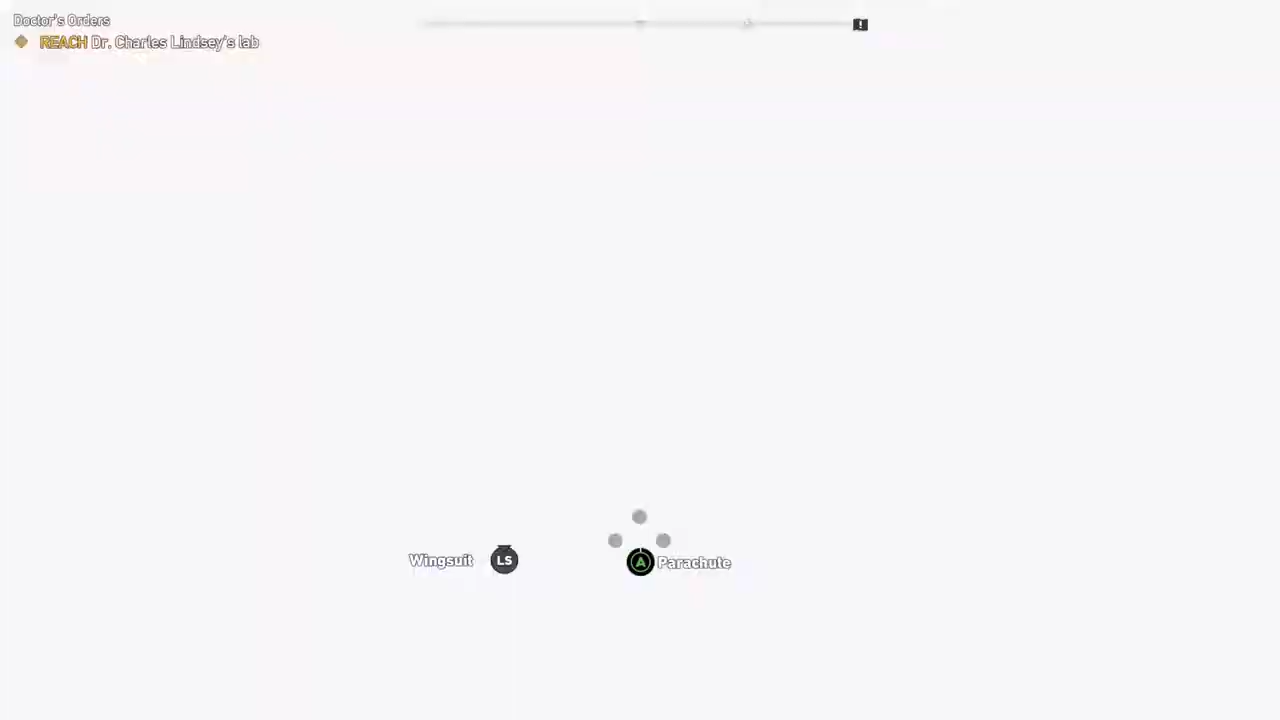 Doctor's Orders
REACH Dr. Charles Lindsey's lab
Wingsuit LS
A Parachute